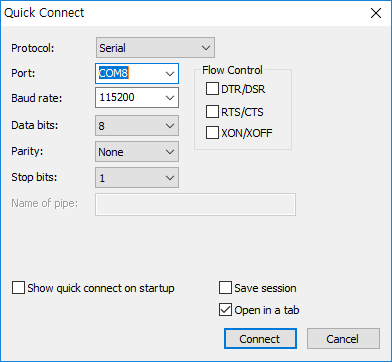 Quick Connect
Protocol: Serial
Port: COM8
Flow Control
DTR/DSR
Baud rate: 115200
RTS/CTS
Data bits: 8
XON/XOFF
Parity: None
Stop bits: 1
Name of pipe:
Show quick connect on startup
Save session
Open in a tab
Connect Cancel